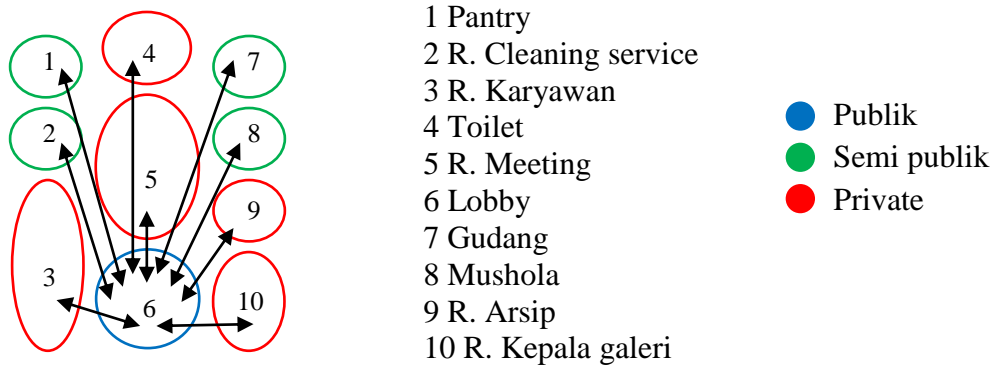 1
4
7
2
8
5
9
3
10
6
1 Pantry
2 R. Cleaning service
3 R. Karyawan
4 Toilet
5 R. Meeting
6 Lobby
7 Gudang
8 Mushola
9 R. Arsip
10 R. Kepala galeri
Publik
Semi publik
Private